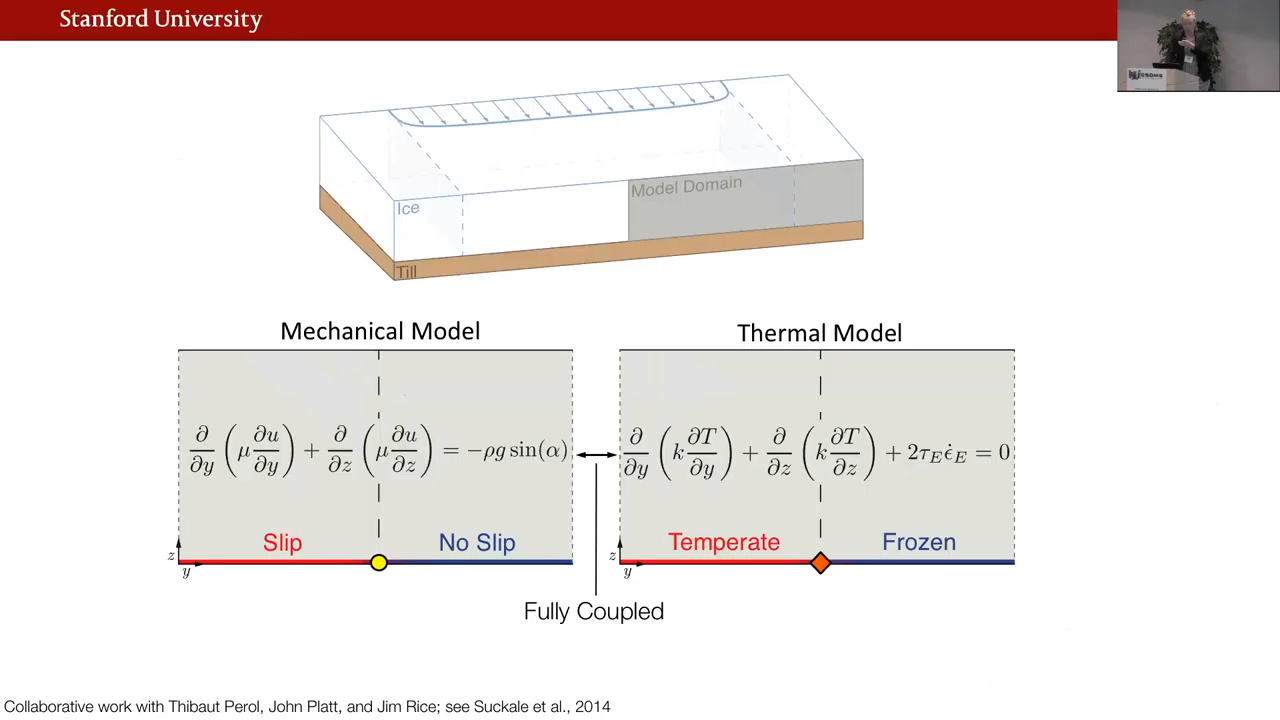 Stanford University
CSDMS
Model Domain
Ice
Till
Mechanical Model
Thermal Model
∂/∂y (μ ∂u/∂y) + ∂/∂z (μ ∂u/∂z) = −ρg sin(α)
∂/∂y (k ∂T/∂y) + ∂/∂z (k ∂T/∂z) + 2τ_E ε̇_E = 0
Slip
No Slip
Temperate
Frozen
z
y
z
y
Fully Coupled
Collaborative work with Thibaut Perol, John Platt, and Jim Rice; see Suckale et al., 2014